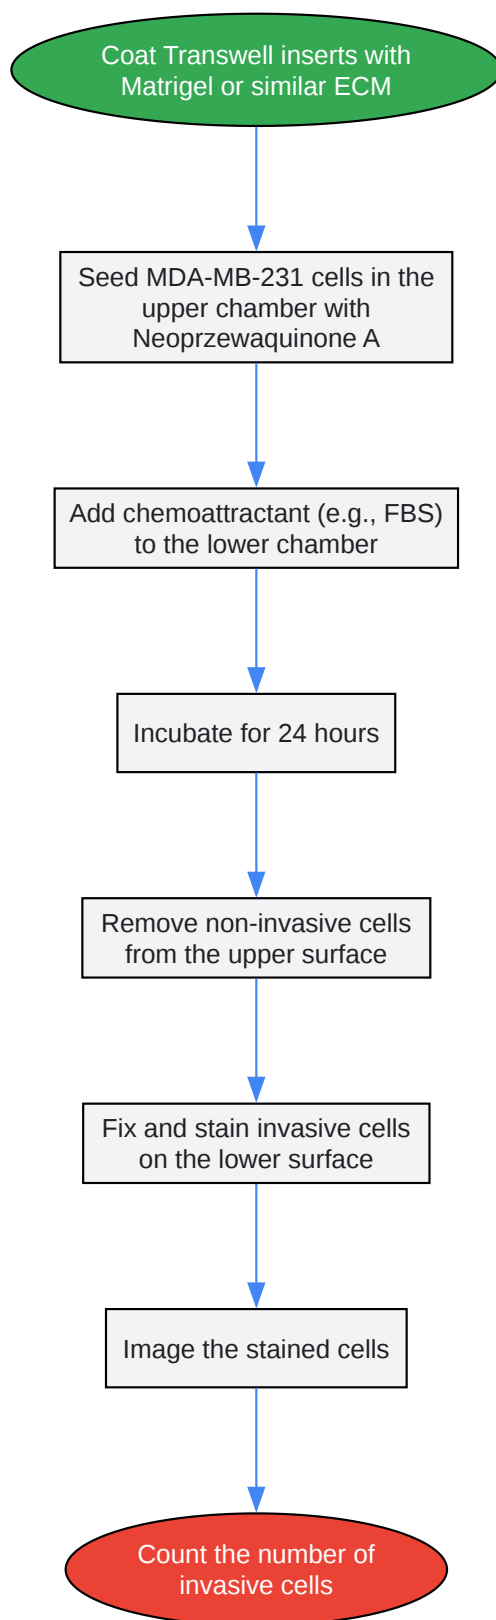 Coat Transwell inserts with
Matrigel or similar ECM
Seed MDA-MB-231 cells in the
upper chamber with
Neoprzewaquinone A
Add chemoattractant (e.g., FBS)
to the lower chamber
Incubate for 24 hours
Remove non-invasive cells
from the upper surface
Fix and stain invasive cells
on the lower surface
Image the stained cells
Count the number of
invasive cells